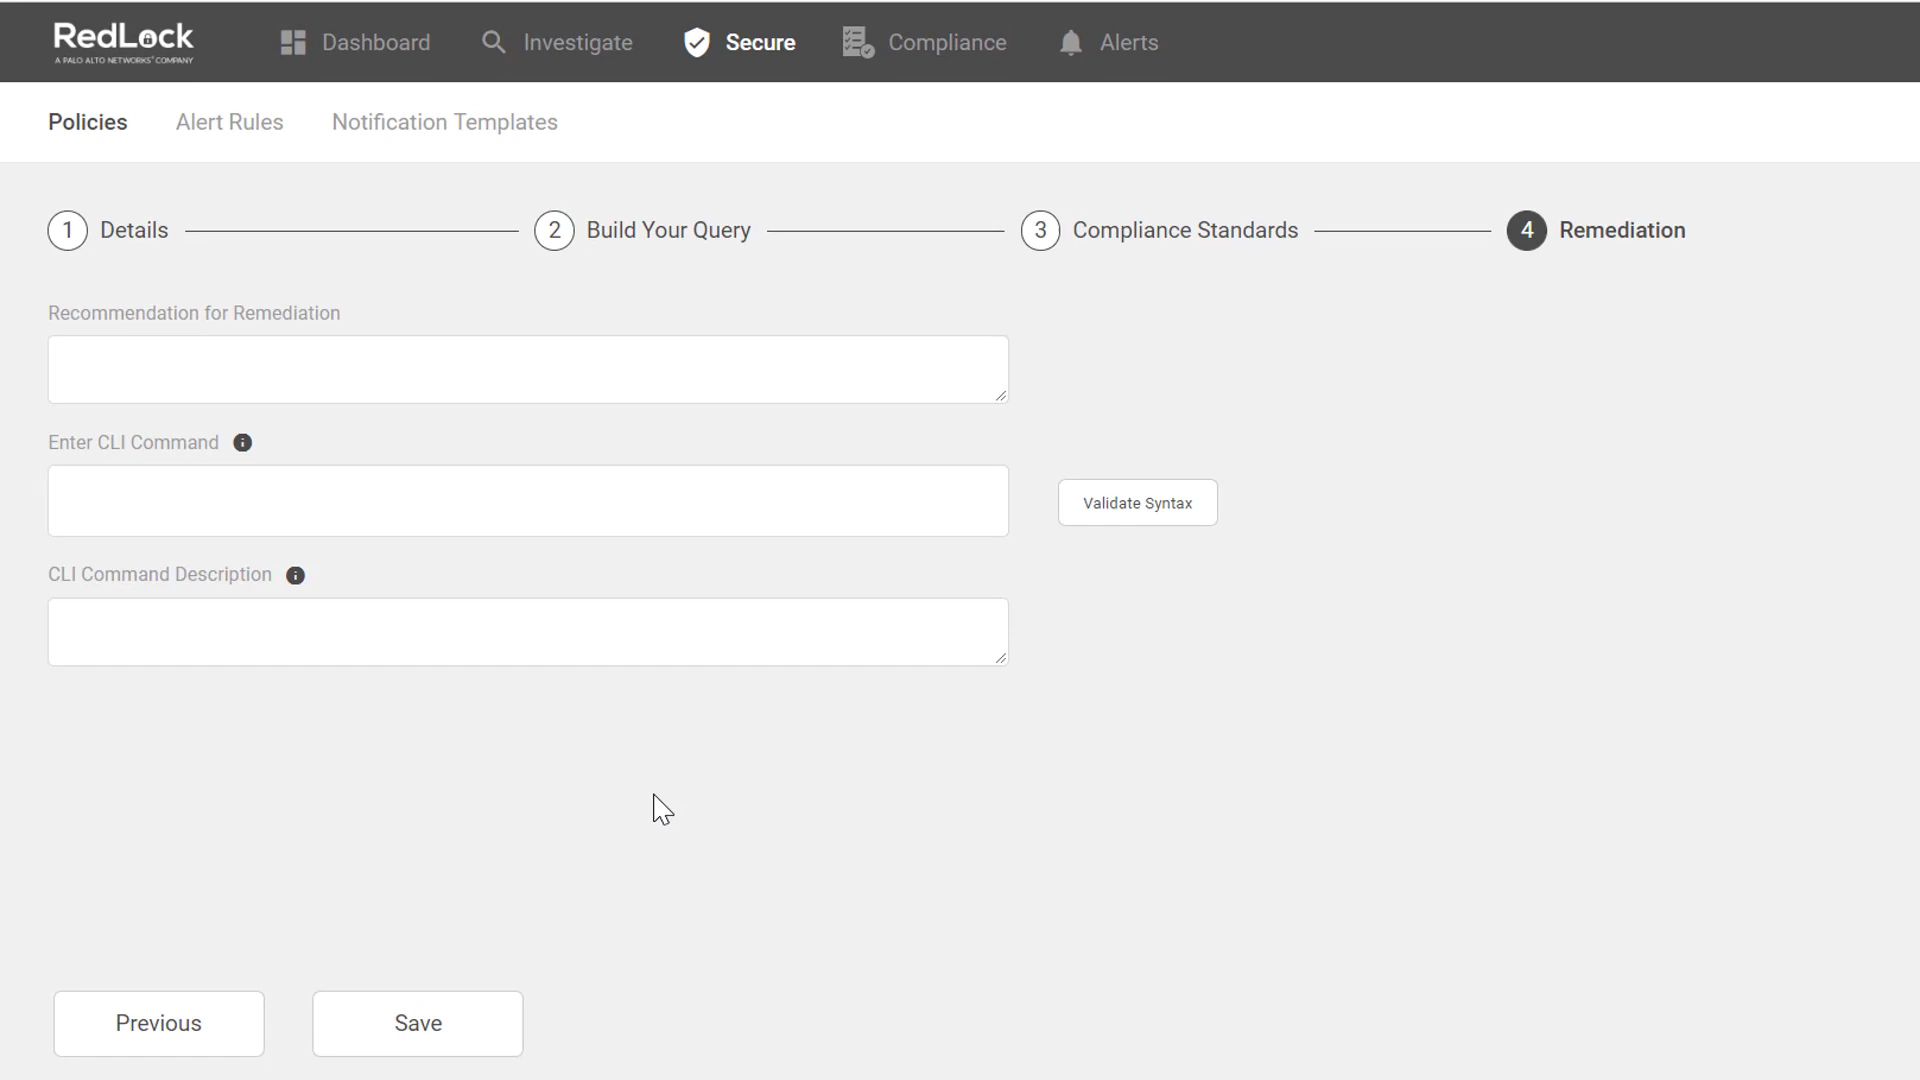 RedLock
A PALO ALTO NETWORKS® COMPANY
Dashboard
Investigate
Secure
Compliance
Alerts
Policies
Alert Rules
Notification Templates
1 Details
2 Build Your Query
3 Compliance Standards
4 Remediation
Recommendation for Remediation
Enter CLI Command
Validate Syntax
CLI Command Description
Previous
Save